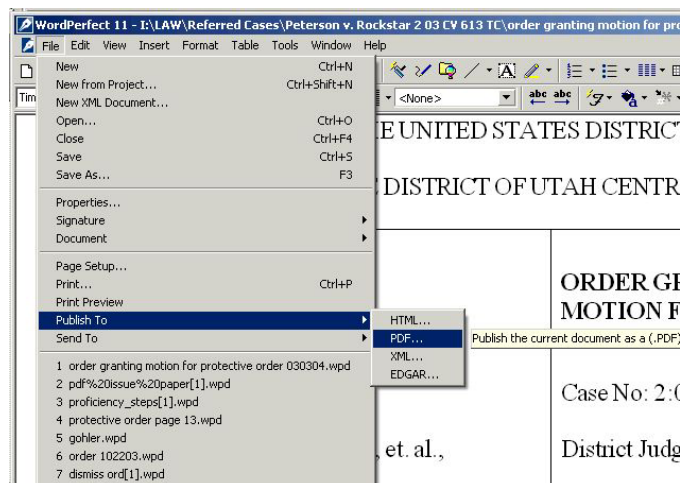 WordPerfect 11 - I:\LAW\Referred Cases\Peterson v. Rockstar 2 03 CV 613 TC\order granting motion for pro
File Edit View Insert Format Table Tools Window Help
Tim
<None>
abc abc
New Ctrl+N
New from Project... Ctrl+Shift+N
New XML Document...
Open... Ctrl+O
Close Ctrl+F4
Save Ctrl+S
Save As... F3
Properties...
Signature
Document
Page Setup...
Print... Ctrl+P
Print Preview
Publish To
Send To
1 order granting motion for protective order 030304.wpd
2 pdf%20issue%20paper[1].wpd
3 proficiency_steps[1].wpd
4 protective order page 13.wpd
5 gohler.wpd
6 order 102203.wpd
7 dismiss ord[1].wpd
HTML...
PDF...
XML...
EDGAR...
Publish the current document as a (.PDF)
E UNITED STATES DISTRIC
DISTRICT OF UTAH CENTR
ORDER GR
MOTION F
Case No: 2:0
, et. al.,
District Judg